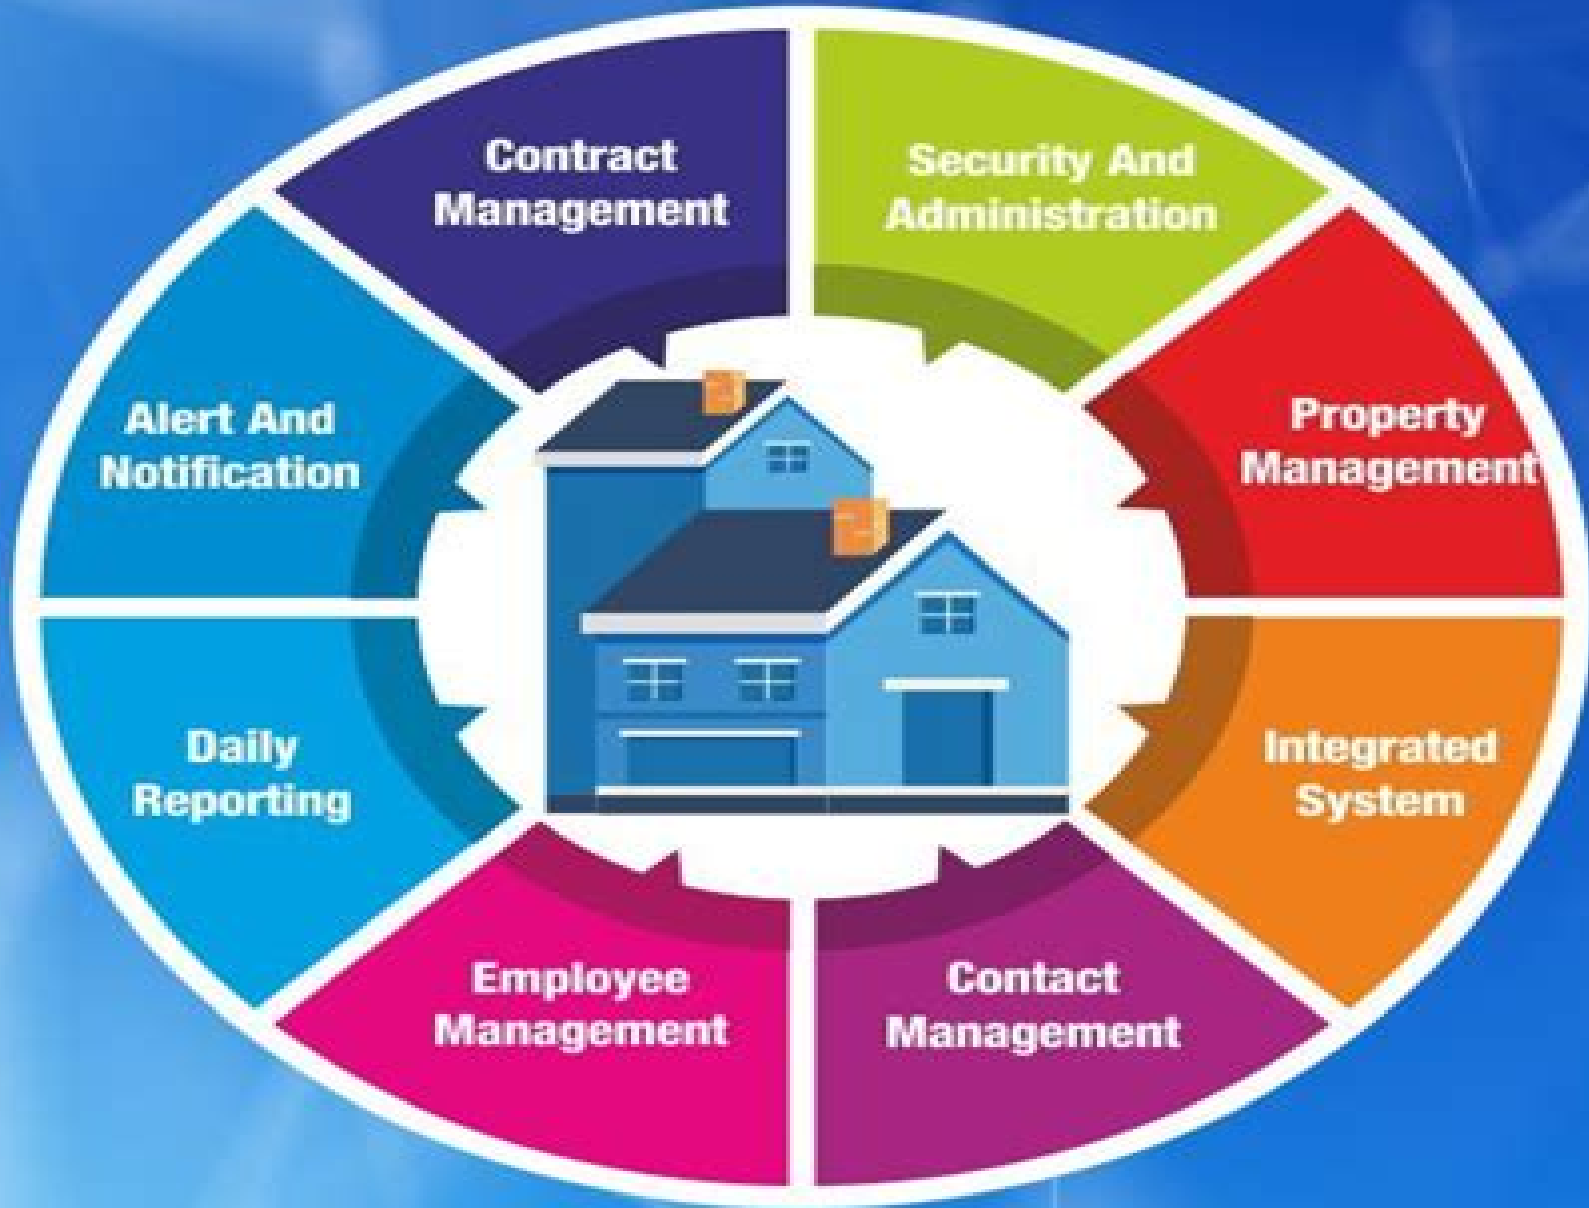 Contract
Management
Security And
Administration
Property
Management
Integrated
System
Contact
Management
Employee
Management
Daily
Reporting
Alert And
Notification